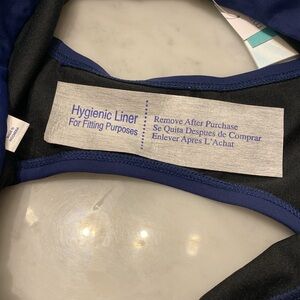 Hygienic Liner
For Fitting Purposes
Remove After Purchase
Se Quita Despues de Comprar
Enlever Apres L'Achat